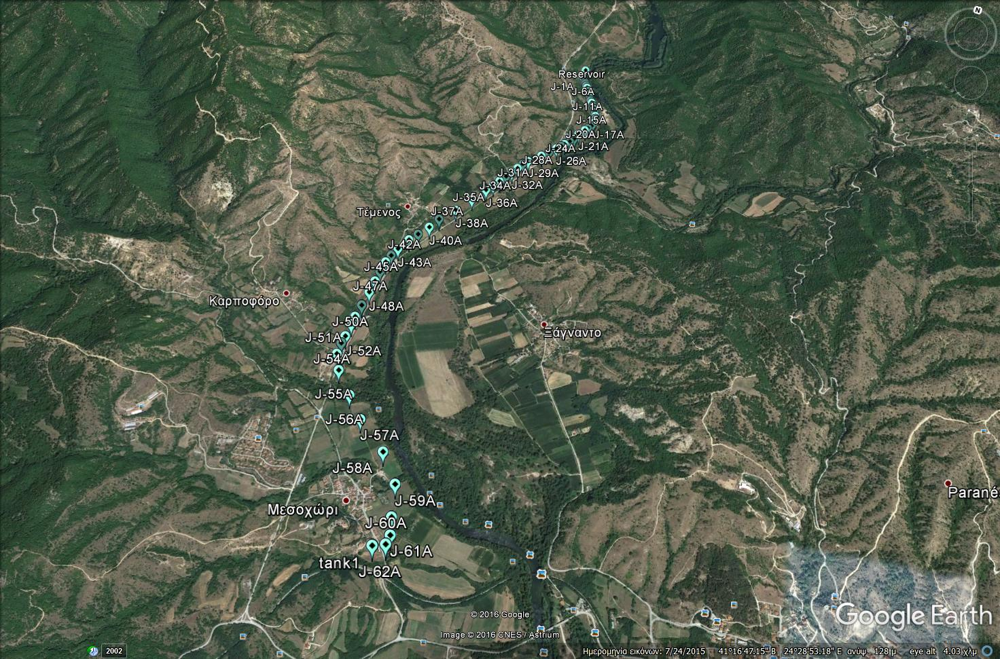 N
Reservoir
J-1A
J-6A
J-11A
J-15A
J-20A
J-17A
J-24A
J-21A
J-28A
J-26A
J-31A
J-29A
J-34A
J-32A
J-35A
J-36A
Τέμενος
J-37A
J-38A
J-42A
J-40A
J-45A
J-43A
J-47A
Καρποφόρο
J-48A
J-50A
Ξάγναντο
J-51A
J-52A
J-54A
J-55A
J-56A
J-57A
J-58A
Paranés
J-59A
Μεσοχώρι
J-60A
J-61A
tank1
J-62A
© 2016 Google
Google Earth
Image © 2016 CNES / Astrium
2002
Ημερομηνία εικόνων: 7/24/2015 41°16'47.15" Β 24°28'53.18" Ε ανύψ 128 μ eye alt 4.03 χλμ